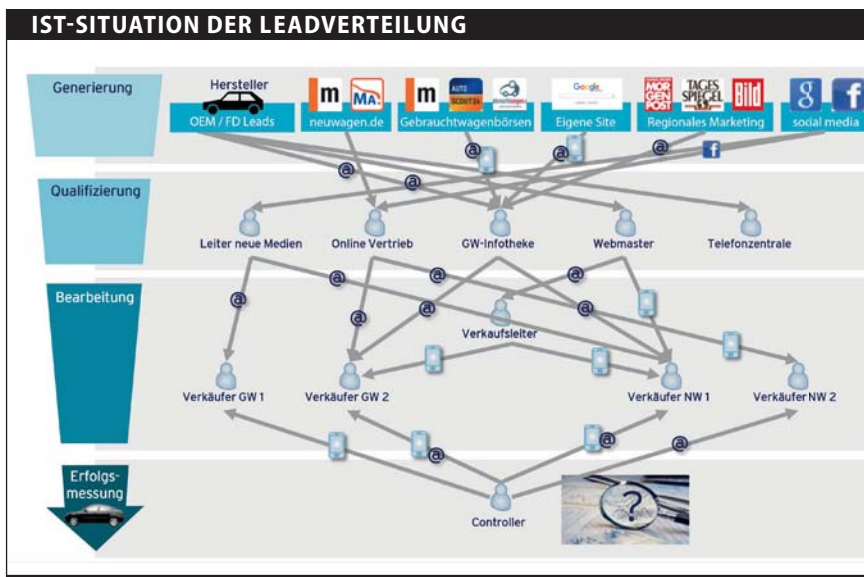 IST-SITUATION DER LEADVERTEILUNG
Generierung
Hersteller
OEM / FD Leads
m
MA:
neuwagen.de
m
AUTO
SCOUT24
Gebrauchtwagenbörsen
Google
Eigene Site
MOR
GEN
POST
TAGES
SPIEGEL
Bild
Regionales Marketing
g
f
social media
@
@
@
@
f
Qualifizierung
Leiter neue Medien
Online Vertrieb
GW-Infotheke
Webmaster
Telefonzentrale
Bearbeitung
@
@
@
@
@
@
Verkaufsleiter
Verkäufer GW 1
Verkäufer GW 2
Verkäufer NW 1
Verkäufer NW 2
@
@
@
Erfolgs-
messung
Controller
?